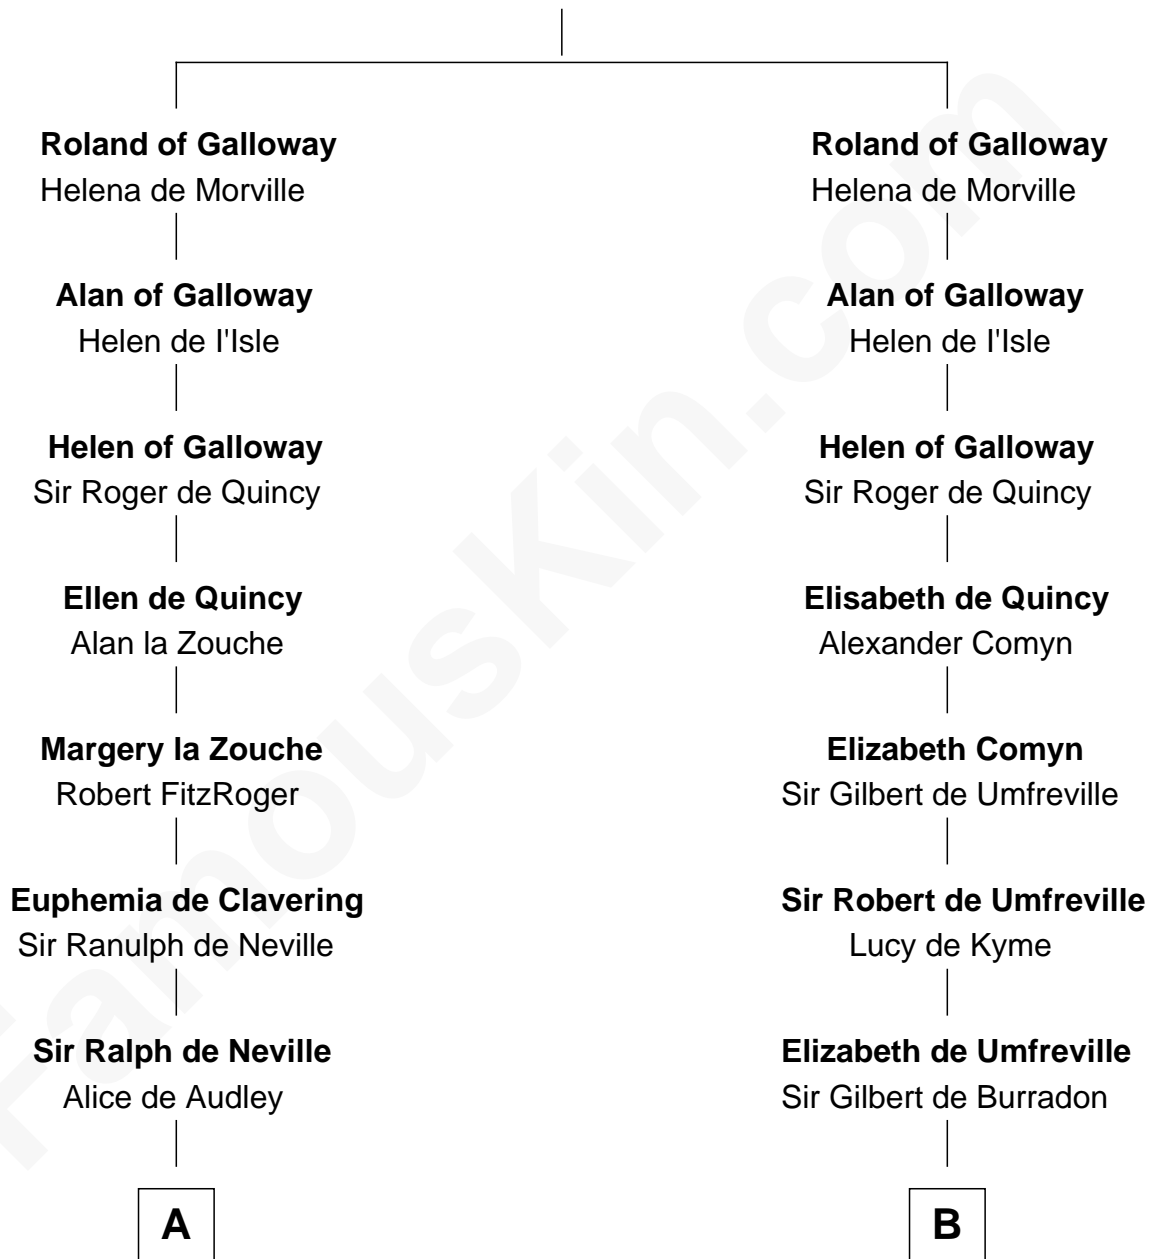 Roland of Galloway
Helena de Morville
Alan of Galloway
Helen de I'Isle
Helen of Galloway
Sir Roger de Quincy
Ellen de Quincy
Alan la Zouche
Margery la Zouche
Robert FitzRoger
Euphemia de Clavering
Sir Ranulph de Neville
Sir Ralph de Neville
Alice de Audley
A
Roland of Galloway
Helena de Morville
Alan of Galloway
Helen de I'Isle
Helen of Galloway
Sir Roger de Quincy
Elisabeth de Quincy
Alexander Comyn
Elizabeth Comyn
Sir Gilbert de Umfreville
Sir Robert de Umfreville
Lucy de Kyme
Elizabeth de Umfreville
Sir Gilbert de Burradon
B
FamousKin.com